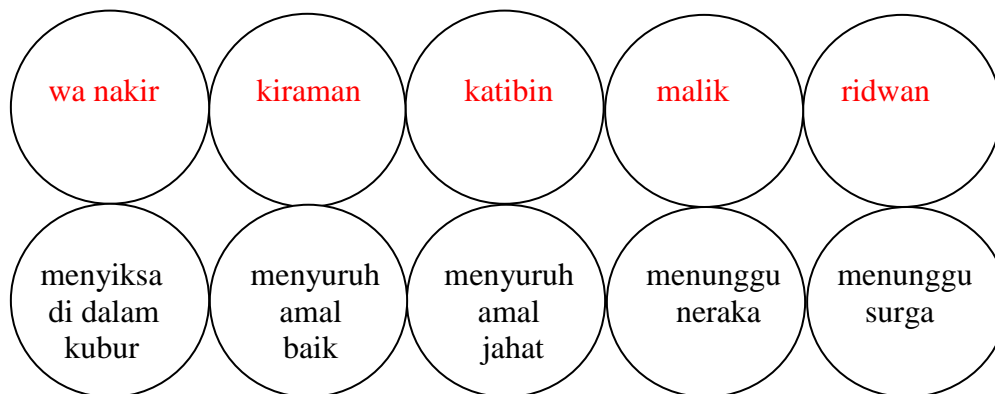 wa nakir
kiraman
katibin
malik
ridwan
menyiksa
di dalam
kubur
menyuruh
amal
baik
menyuruh
amal
jahat
menunggu
neraka
menunggu
surga